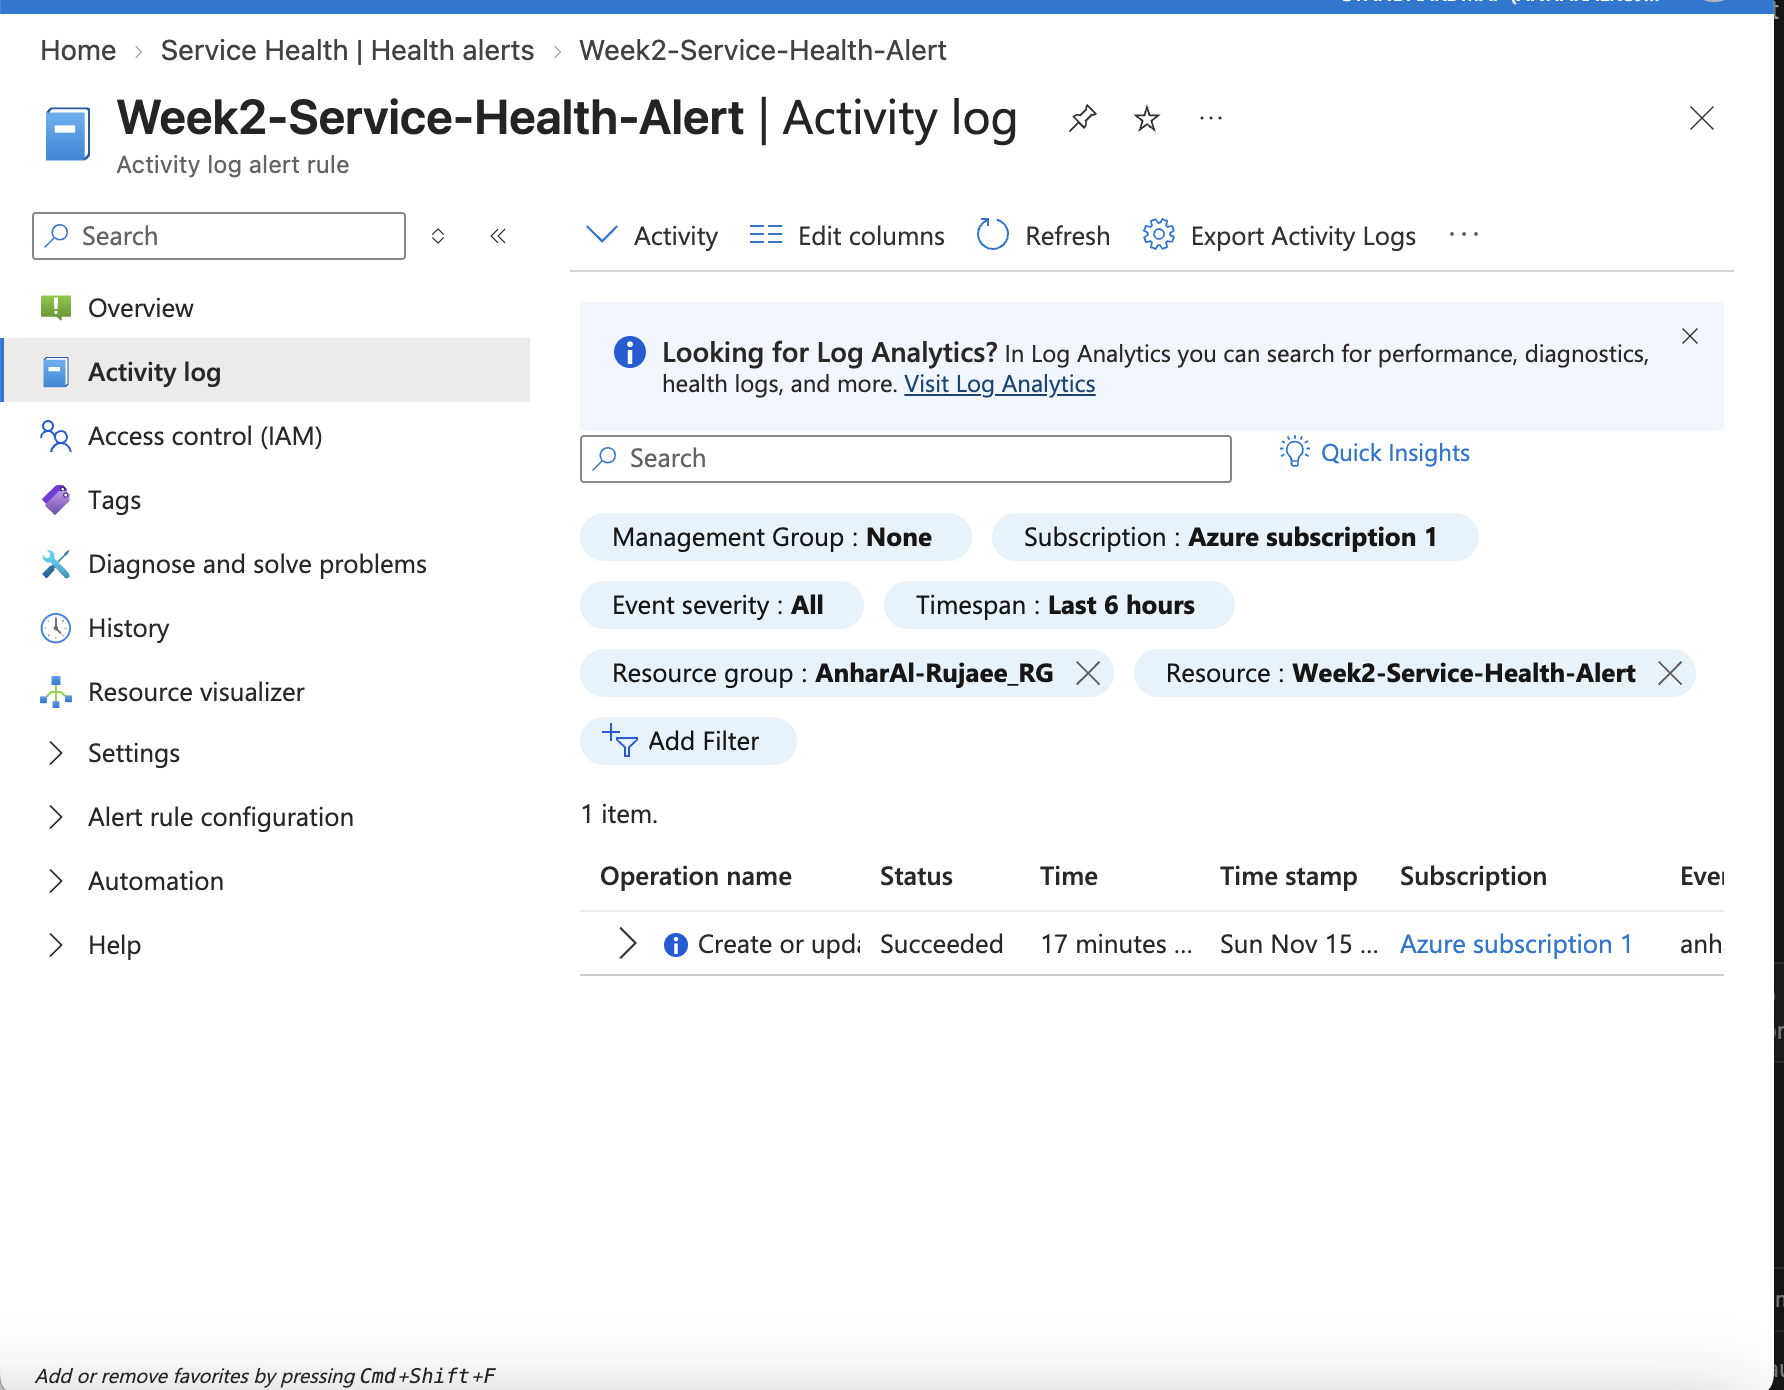 Home > Service Health | Health alerts > Week2-Service-Health-Alert
Week2-Service-Health-Alert | Activity log
Activity log alert rule
Search
Overview
Activity log
Access control (IAM)
Tags
Diagnose and solve problems
History
Resource visualizer
Settings
Alert rule configuration
Automation
Help
Activity Edit columns Refresh Export Activity Logs ...
Looking for Log Analytics? In Log Analytics you can search for performance, diagnostics,
health logs, and more. Visit Log Analytics
Search Quick Insights
Management Group : None Subscription : Azure subscription 1
Event severity : All Timespan : Last 6 hours
Resource group : AnharAl-Rujaee_RG Resource : Week2-Service-Health-Alert
Add Filter
1 item.
Operation name Status Time Time stamp Subscription Ever
Create or upda Succeeded 17 minutes ... Sun Nov 15 ... Azure subscription 1 anh
Add or remove favorites by pressing Cmd+Shift+F